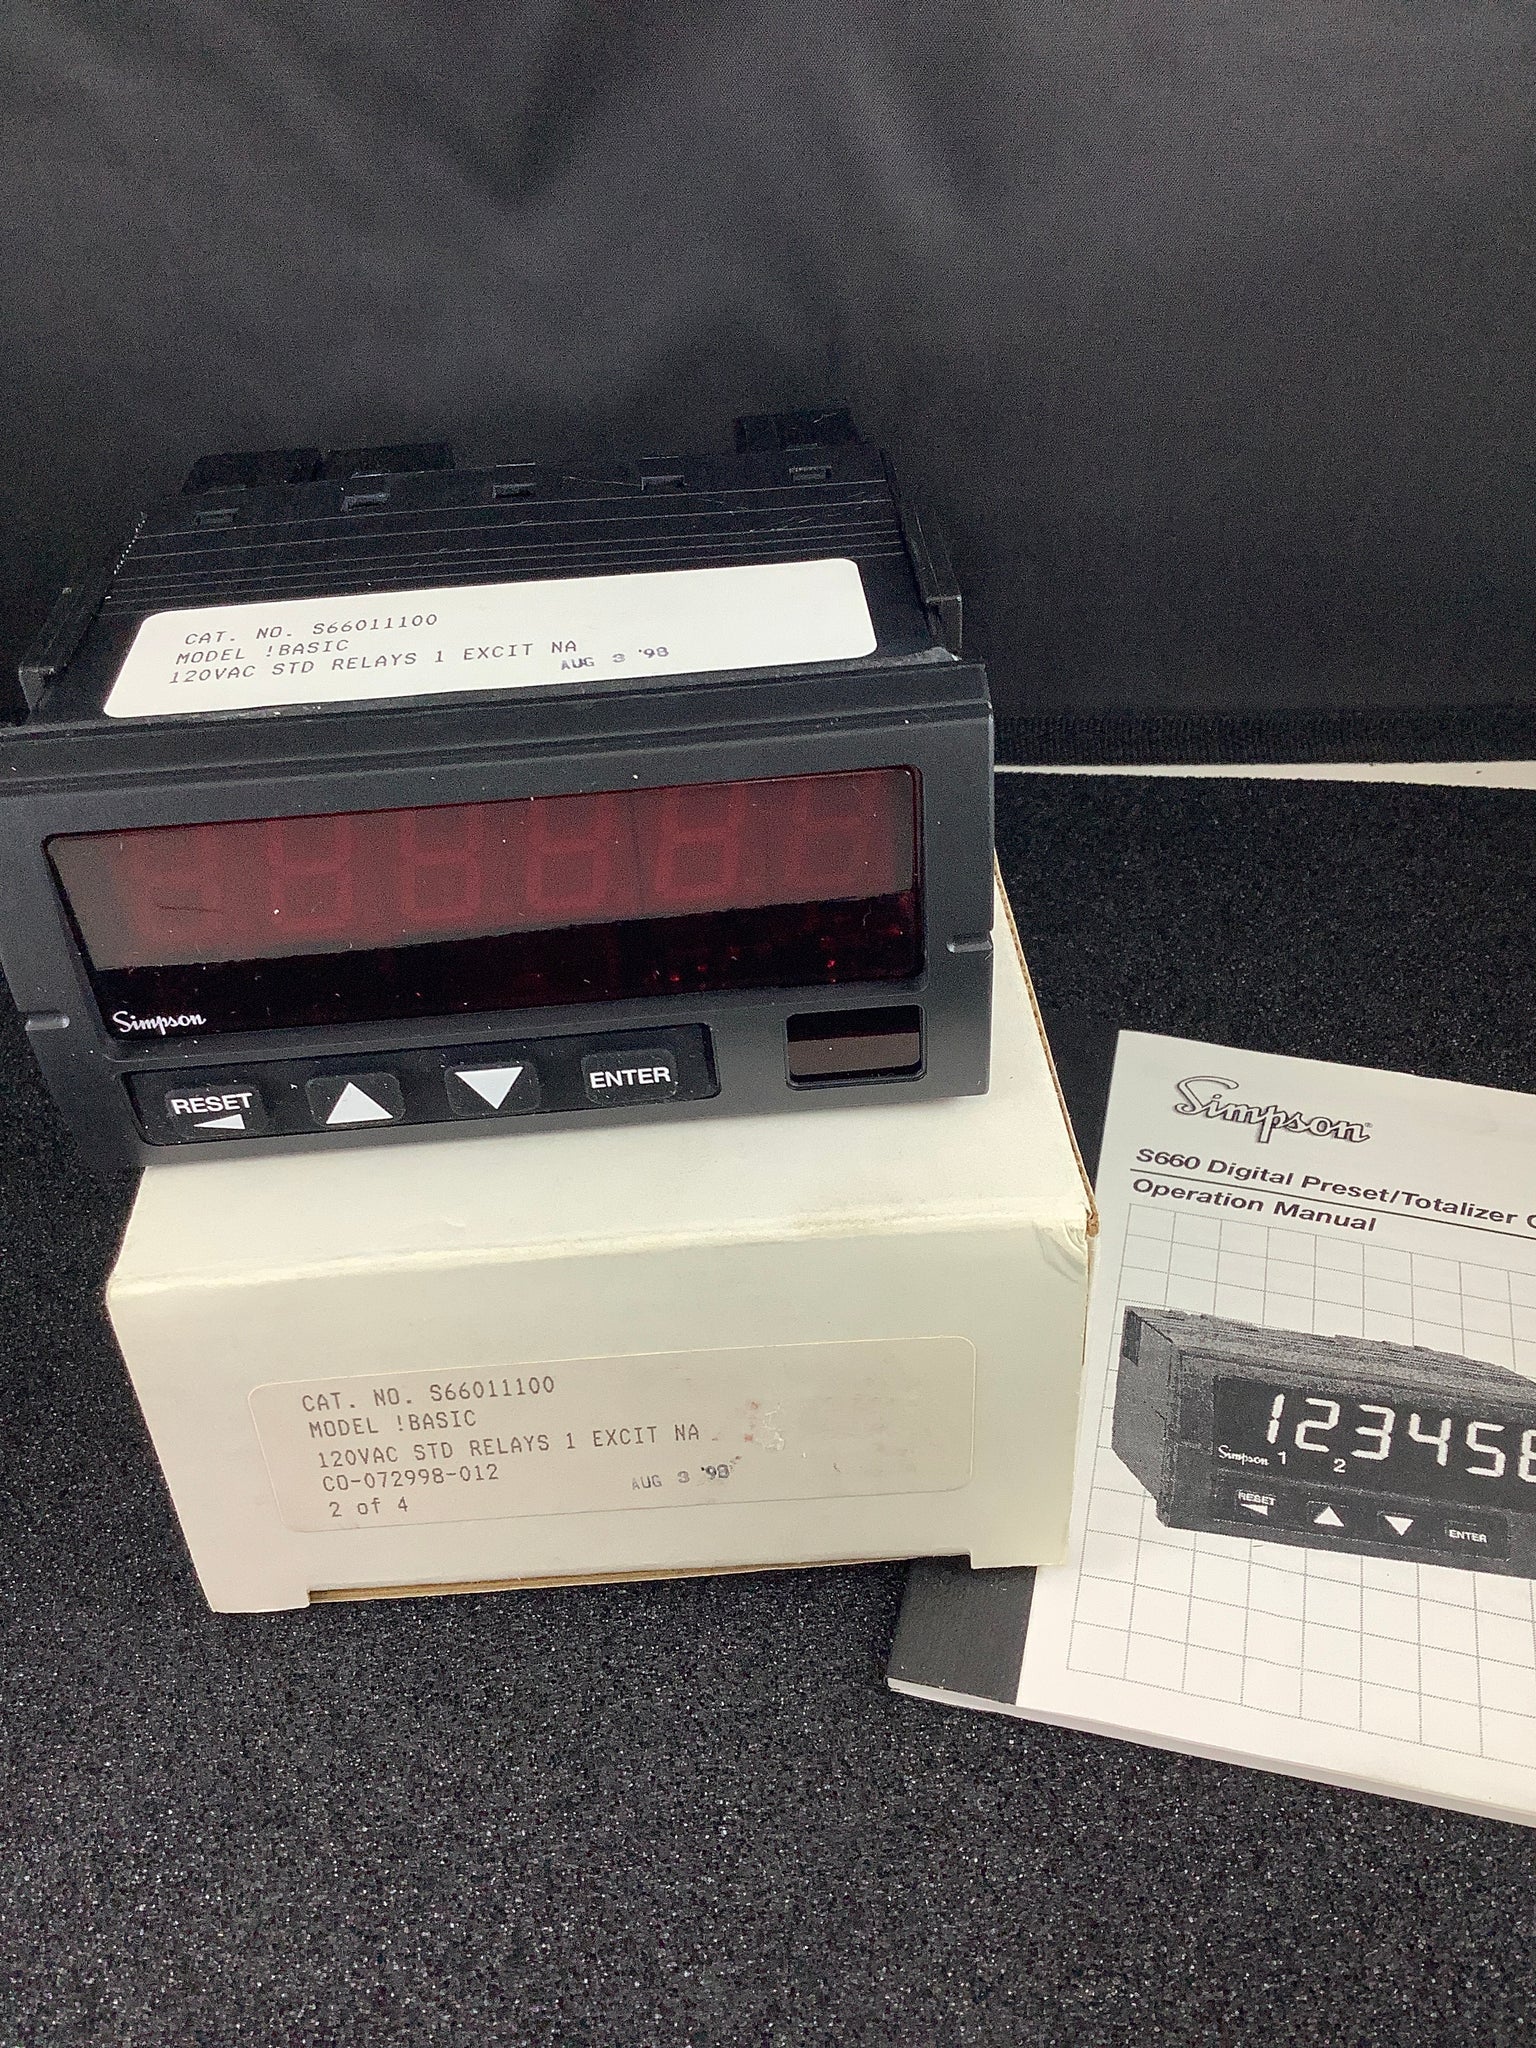 CAT. NO. S66011100
MODEL !BASIC
120VAC STD RELAYS 1 EXCIT NA
AUG 3 '98
Simpson
RESET
ENTER
CAT. NO. S66011100
MODEL !BASIC
120VAC STD RELAYS 1 EXCIT NA
CO-072998-012
AUG 3 '98
2 of 4
Simpson
S660 Digital Preset/Totalizer
Operation Manual
12345
Simpson 1 2
RESET
ENTER